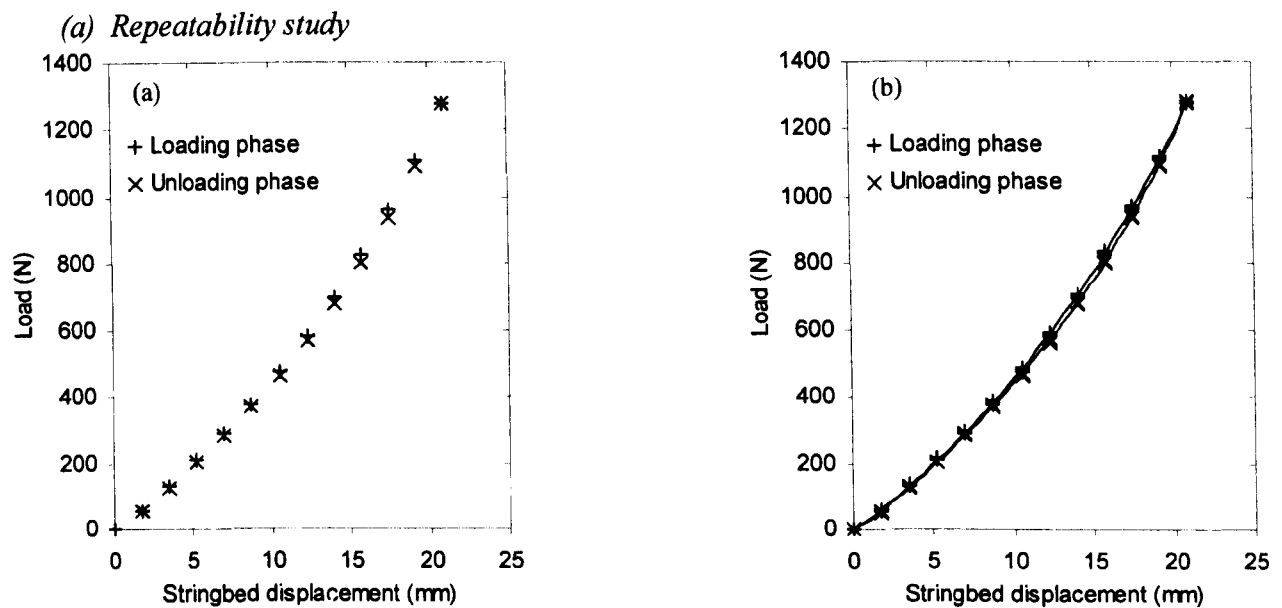 (a) Repeatability study
(a)
+ Loading phase
× Unloading phase
1400
1200
1000
800
600
400
200
0
Load (N)
0 5 10 15 20 25
Stringbed displacement (mm)
(b)
+ Loading phase
× Unloading phase
1400
1200
1000
800
600
400
200
0
Load (N)
0 5 10 15 20 25
Stringbed displacement (mm)